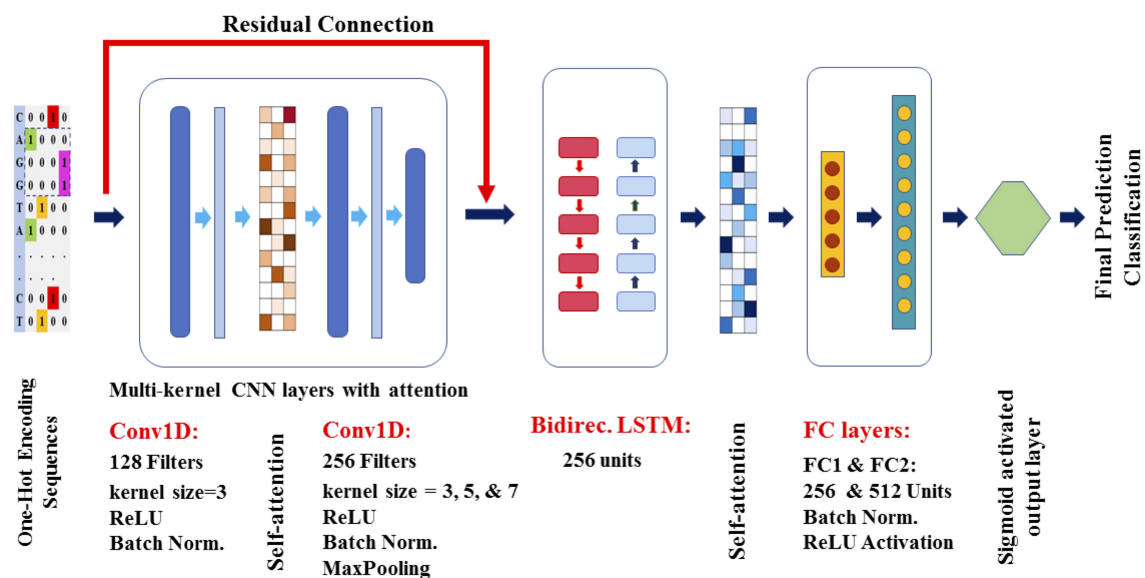 Residual Connection
C 0 0 1 0
A 1 0 0 0
G 0 0 0 1
G 0 0 0 1
T 0 1 0 0
A 1 0 0 0
. . . . .
. . . . .
C 0 0 1 0
T 0 1 0 0
One-Hot Encoding
Sequences
Multi-kernel CNN layers with attention
Conv1D:
128 Filters
kernel size=3
ReLU
Batch Norm.
Self-attention
Conv1D:
256 Filters
kernel size = 3, 5, & 7
ReLU
Batch Norm.
MaxPooling
Bidirec. LSTM:
256 units
Self-attention
FC layers:
FC1 & FC2:
256 & 512 Units
Batch Norm.
ReLU Activation
Sigmoid activated
output layer
Final Prediction
Classification